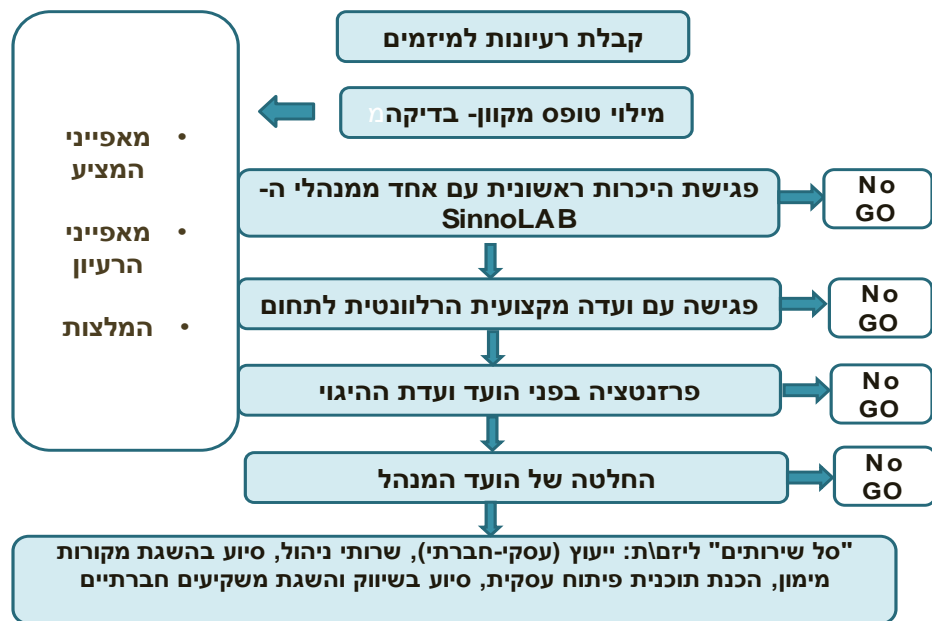 קבלת רעיונות למיזמים
מילוי טופס מקוון- בדיקהמ
• מאפייני
המציע
• מאפייני
הרעיון
• המלצות
פגישת היכרות ראשונית עם אחד ממנהלי ה-
SinnoLAB
No
GO
פגישה עם ועדה מקצועית הרלוונטית לתחום
No
GO
פרזנטציה בפני הועד ועדת ההיגוי
No
GO
החלטה של הועד המנהל
No
GO
"סל שירותים" ליזם\ת: ייעוץ (עסקי-חברתי), שרותי ניהול, סיוע בהשגת מקורות
מימון, הכנת תוכנית פיתוח עסקית, סיוע בשיווק והשגת משקיעים חברתיים